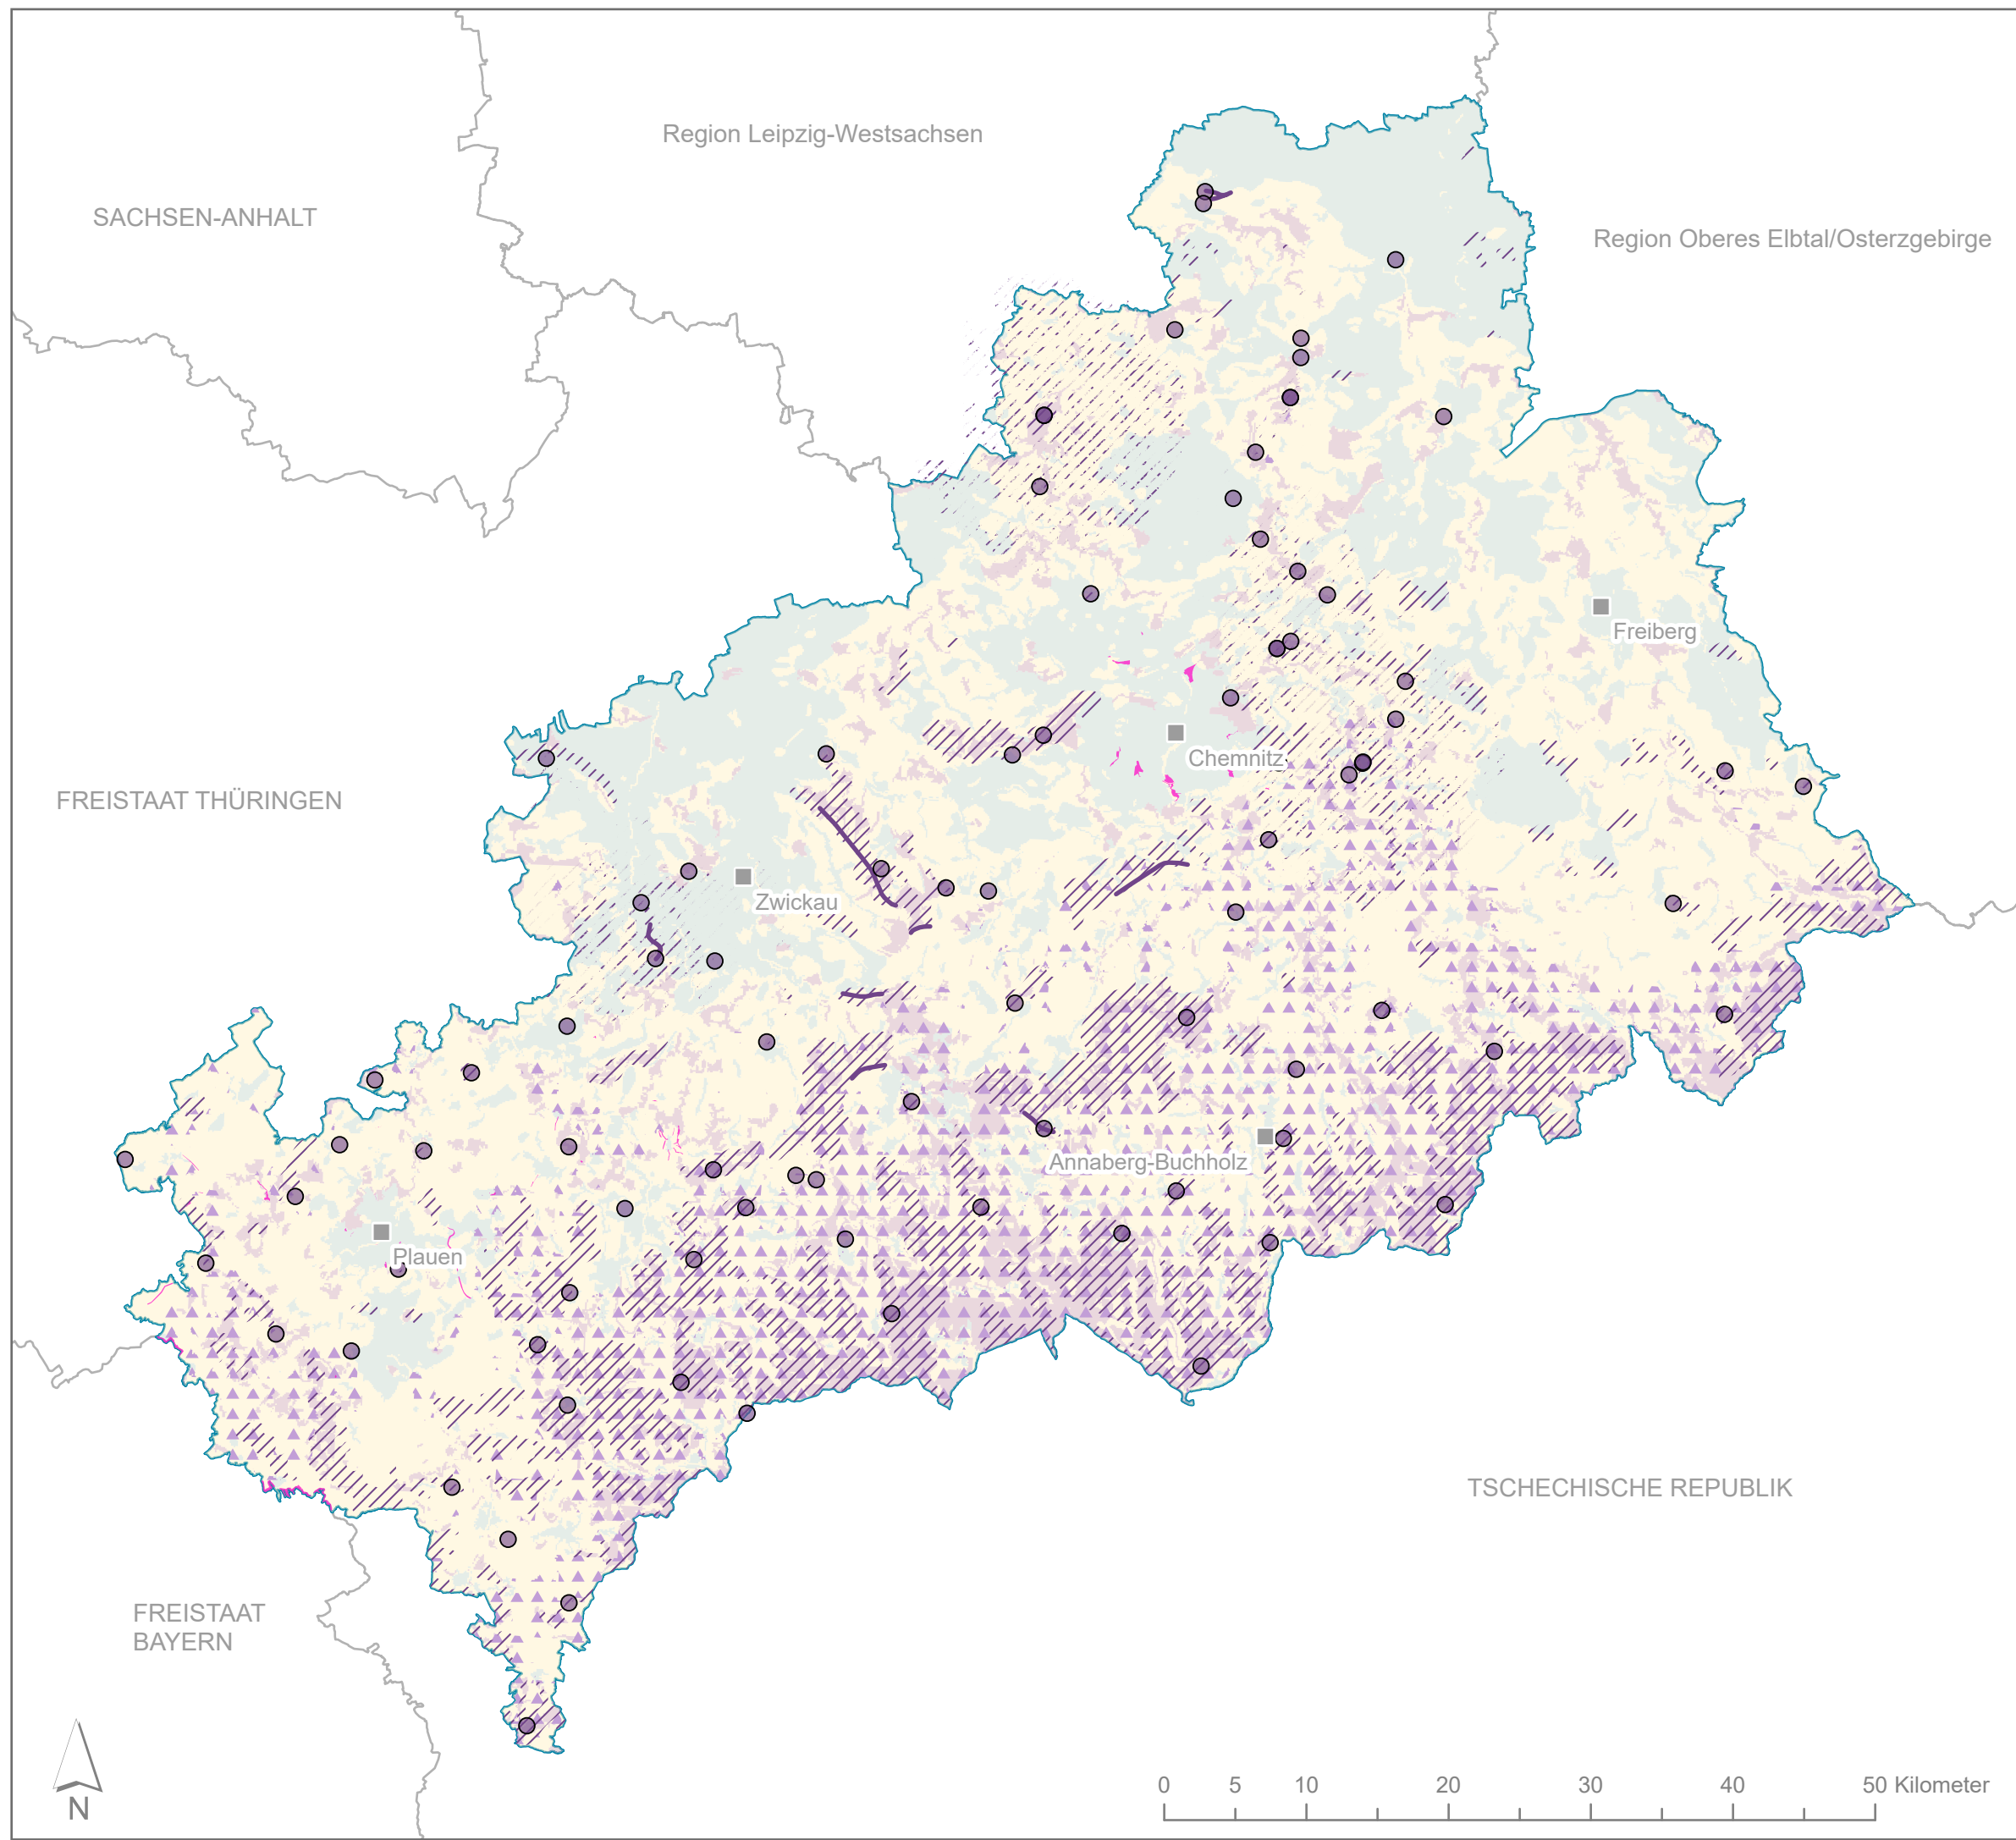 Region Leipzig-Westsachsen
SACHSEN-ANHALT
Region Oberes Elbtal/Osterzgebirge
Freiberg
Chemnitz
FREISTAAT THÜRINGEN
Zwickau
Annaberg-Buchholz
Plauen
TSCHECHISCHE REPUBLIK
FREISTAAT
BAYERN
N
0 5 10 20 30 40 50 Kilometer